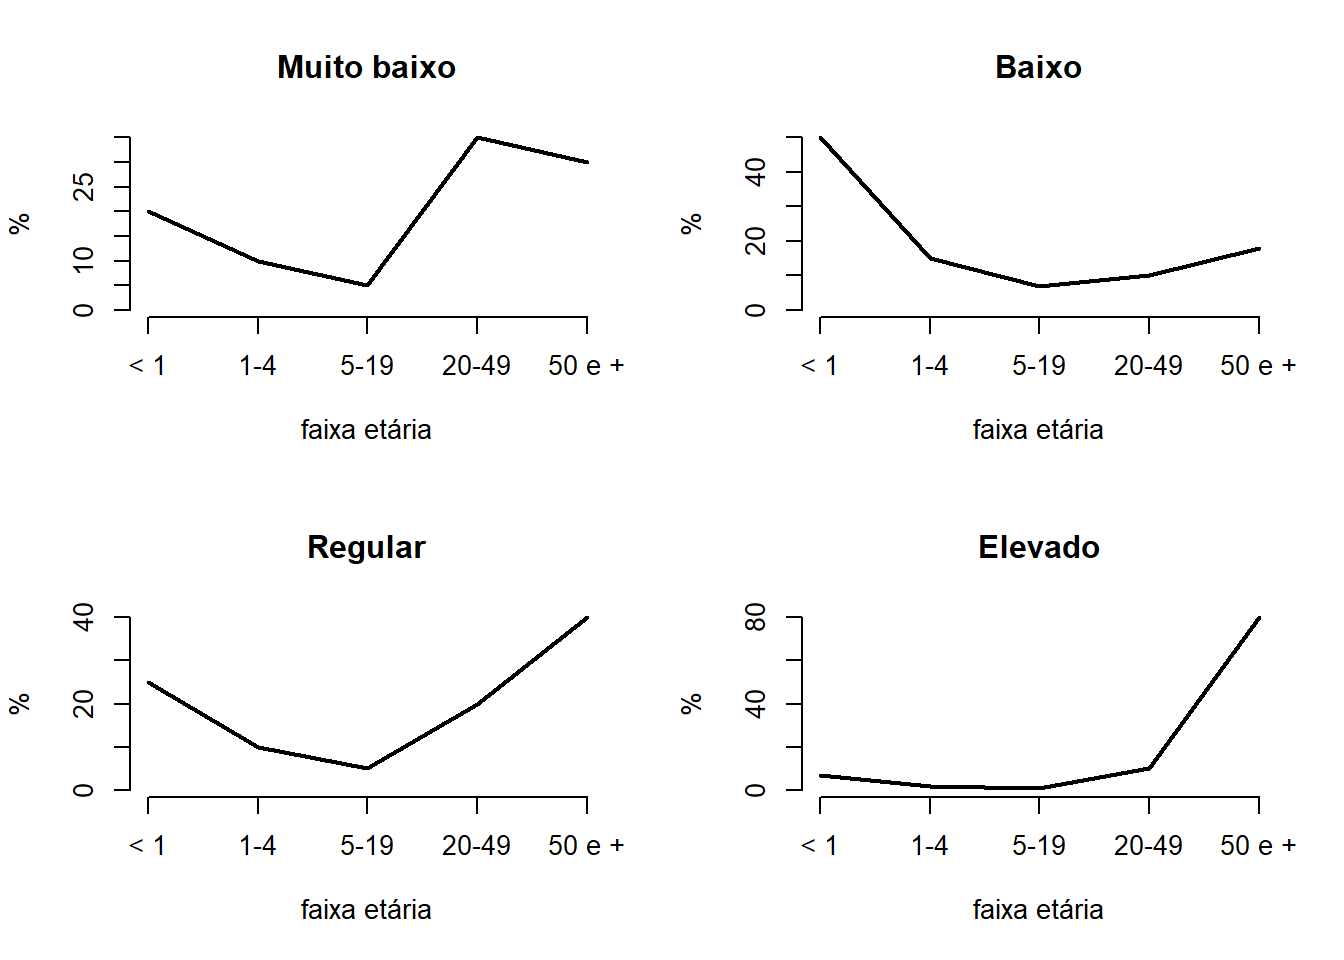 Muito baixo
%
0 10 25
< 1 1-4 5-19 20-49 50 e +
faixa etária
Baixo
%
0 20 40
< 1 1-4 5-19 20-49 50 e +
faixa etária
Regular
%
0 20 40
< 1 1-4 5-19 20-49 50 e +
faixa etária
Elevado
%
0 40 80
< 1 1-4 5-19 20-49 50 e +
faixa etária